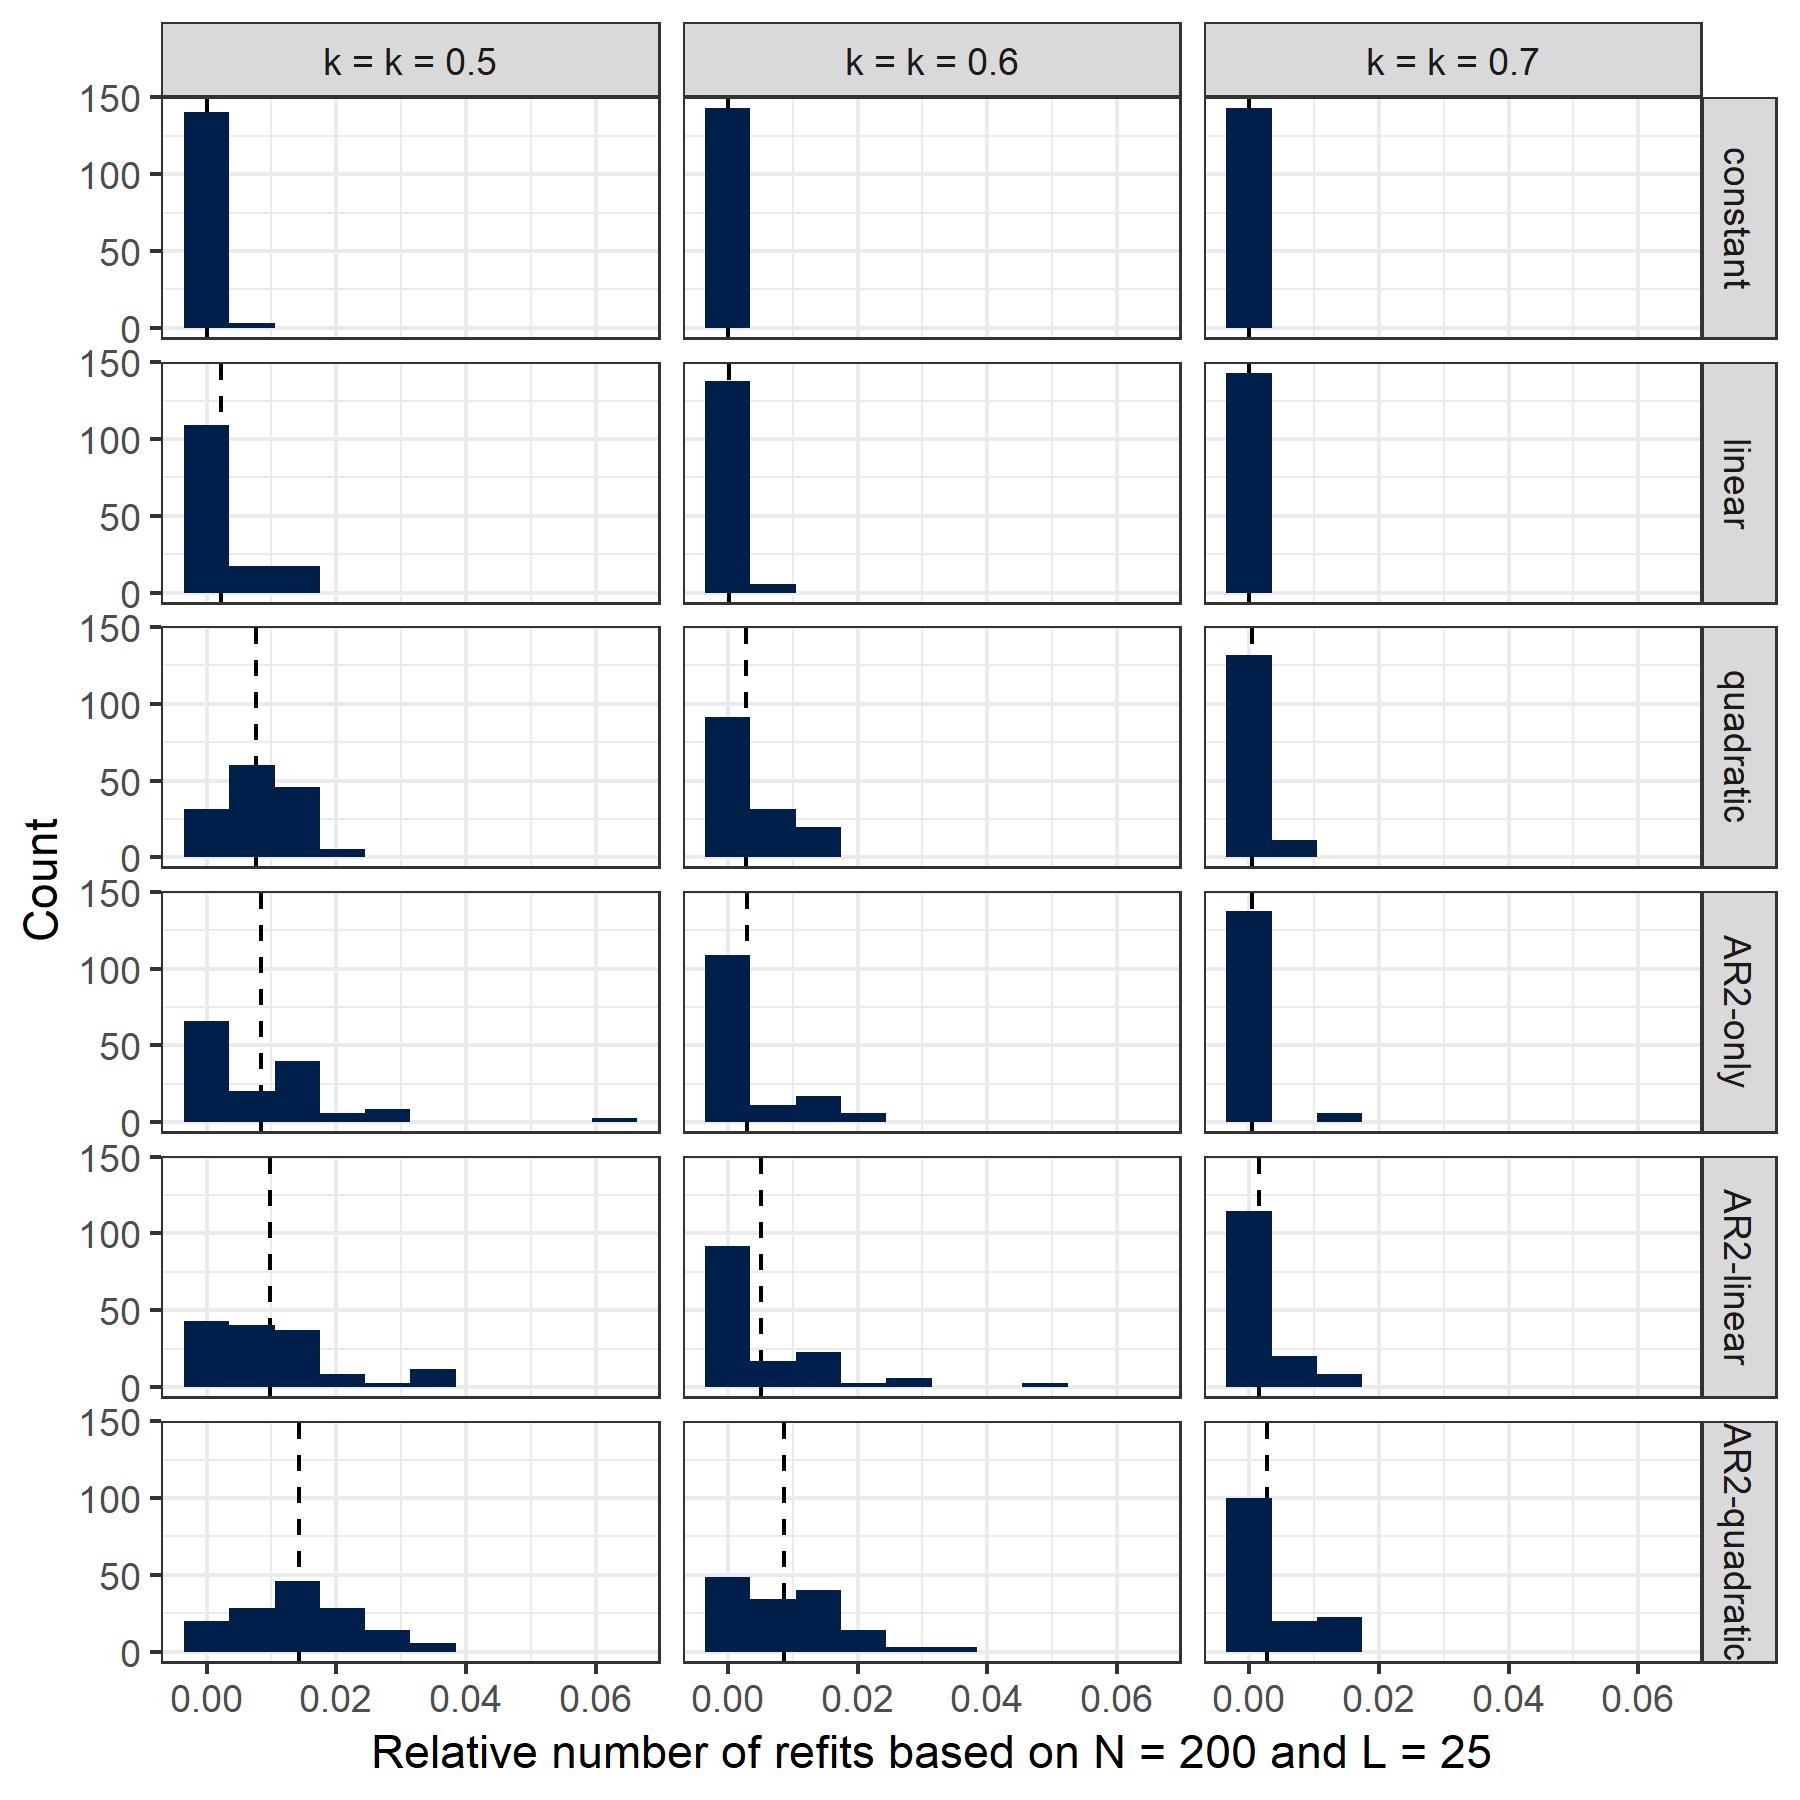 k = k = 0.5
k = k = 0.6
k = k = 0.7
150
100
50
0
constant
150
100
50
0
linear
150
100
50
0
quadratic
150
100
50
0
AR2-only
150
100
50
0
AR2-linear
150
100
50
0
AR2-quadratic
Count
0.00 0.02 0.04 0.06
0.00 0.02 0.04 0.06
0.00 0.02 0.04 0.06
Relative number of refits based on N = 200 and L = 25